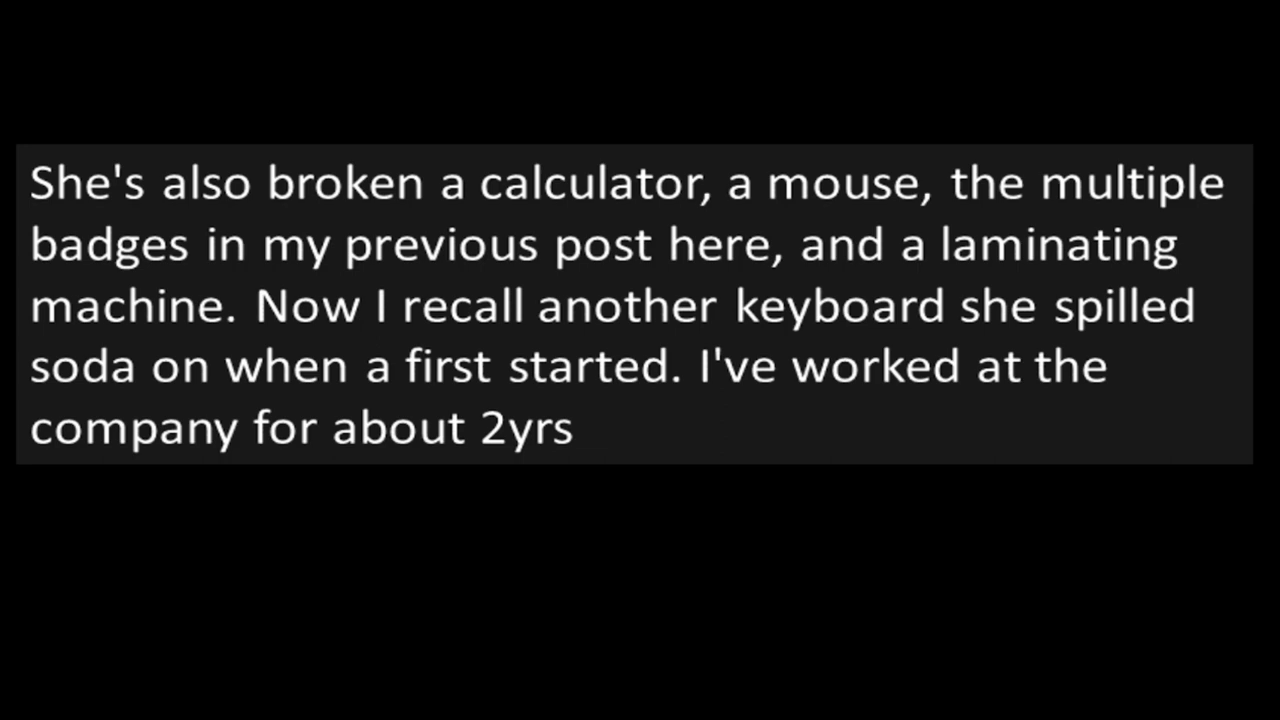 She's also broken a calculator, a mouse, the multiple
badges in my previous post here, and a laminating
machine. Now I recall another keyboard she spilled
soda on when a first started. I've worked at the
company for about 2yrs